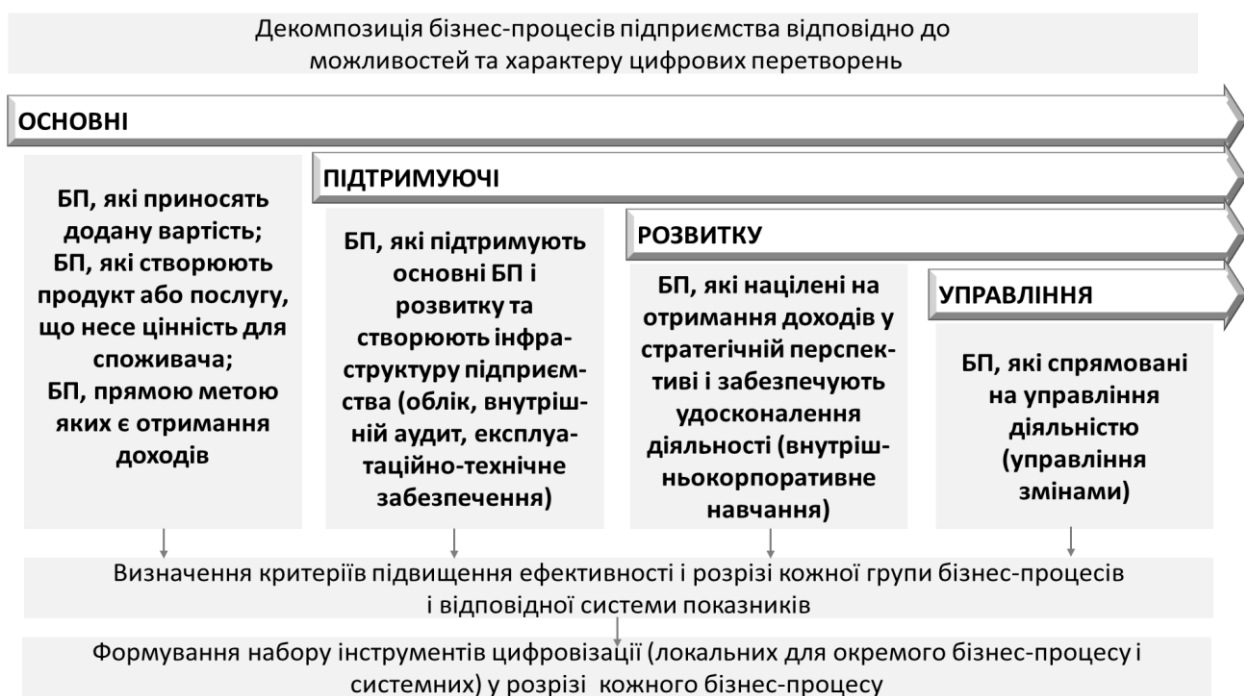 Декомпозиція бізнес-процесів підприємства відповідно до
можливостей та характеру цифрових перетворень
ОСНОВНІ
БП, які приносять
додану вартість;
БП, які створюють
продукт або послугу,
що несе цінність для
споживача;
БП, прямою метою
яких є отримання
доходів
ПІДТРИМУЮЧІ
БП, які підтримують
основні БП і
розвитку та
створюють інфра-
структуру підприєм-
ства (облік, внутріш-
ній аудит, експлуа-
таційно-технічне
забезпечення)
РОЗВИТКУ
БП, які націлені на
отримання доходів у
стратегічній перспек-
тиві і забезпечують
удосконалення
діяльності (внутріш-
ньокорпоративне
навчання)
УПРАВЛІННЯ
БП, які спрямовані
на управління
діяльністю
(управління
змінами)
Визначення критеріїв підвищення ефективності і розрізі кожної групи бізнес-процесів
і відповідної системи показників
Формування набору інструментів цифровізації (локальних для окремого бізнес-процесу і
системних) у розрізі кожного бізнес-процесу